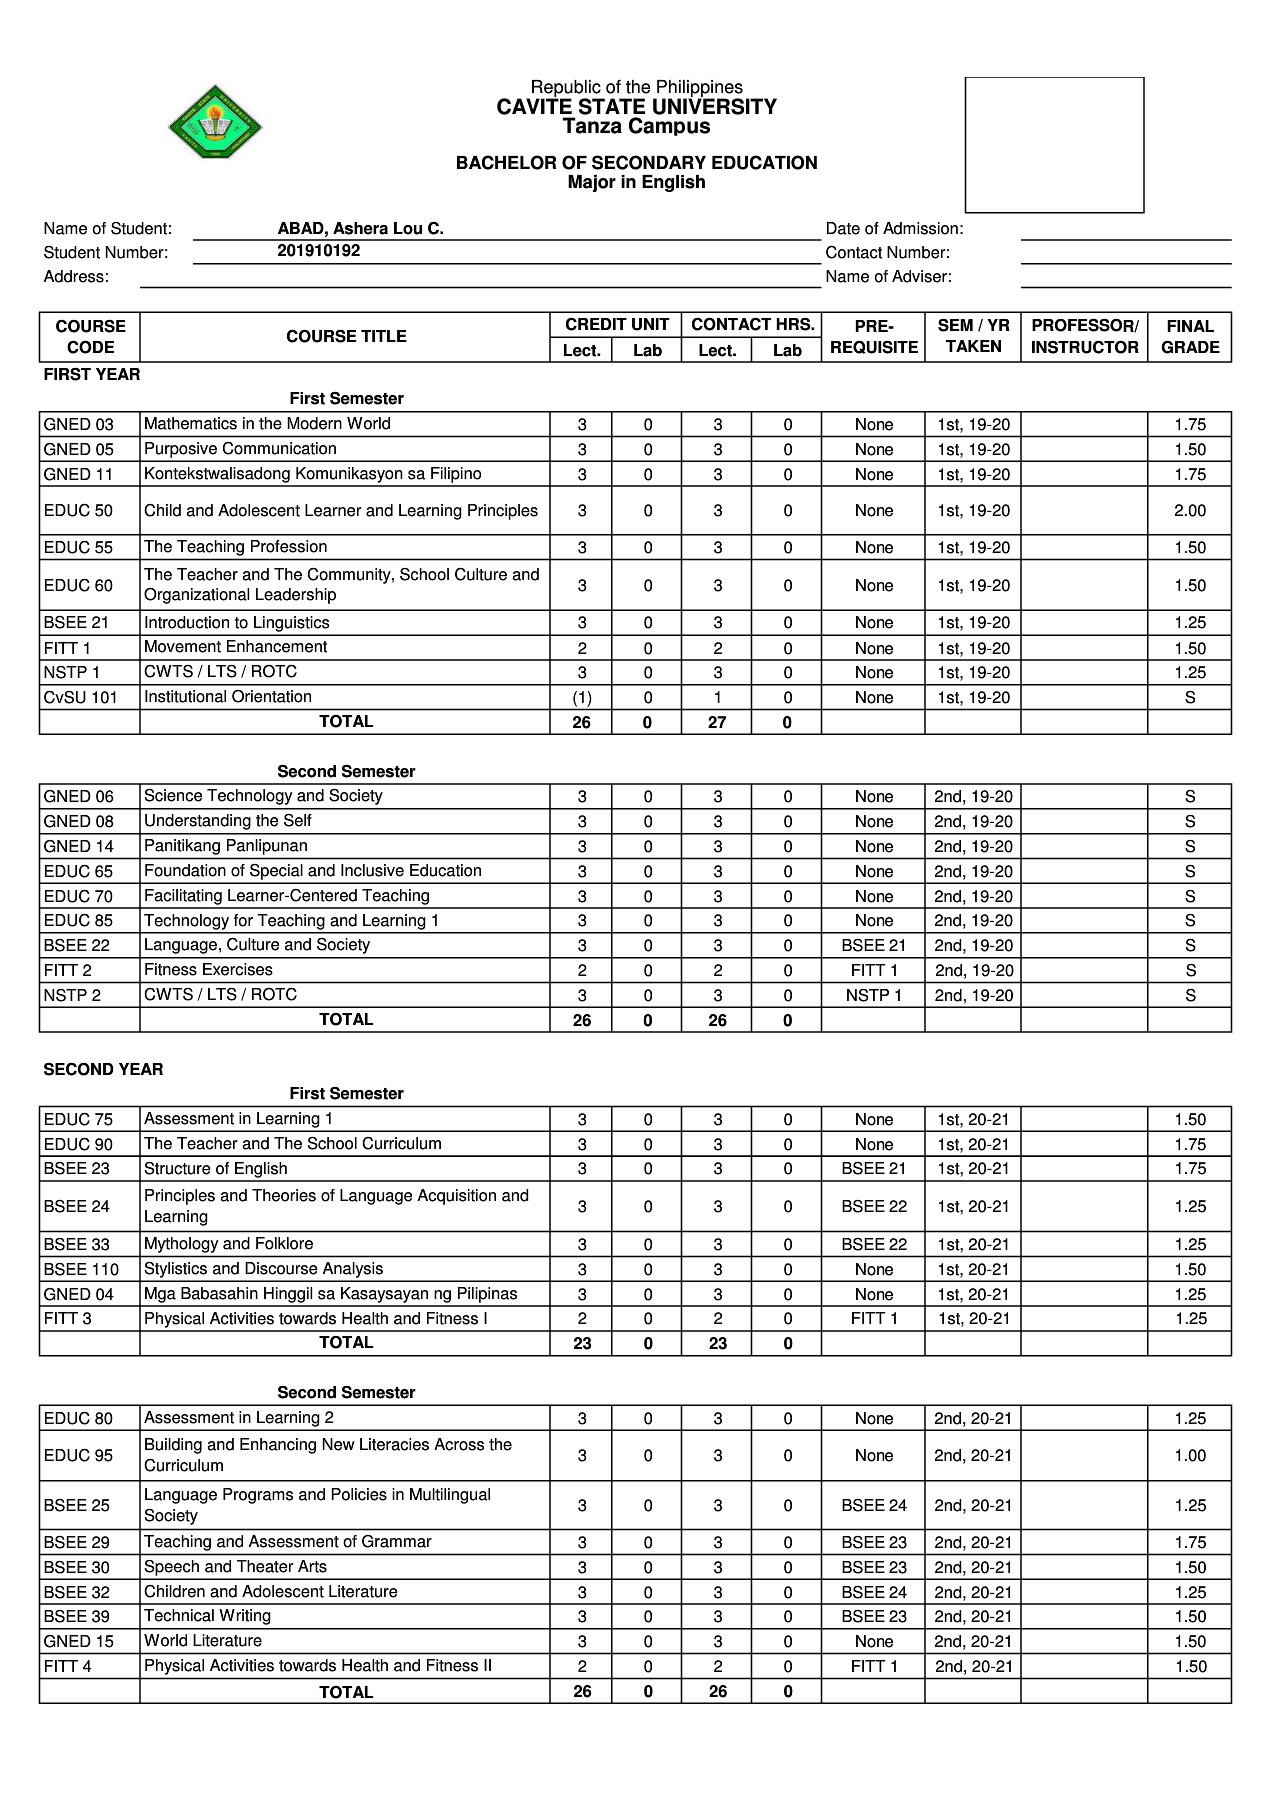 Republic of the Philippines
CAVITE STATE UNIVERSITY
Tanza Campus
BACHELOR OF SECONDARY EDUCATION
Major in English
Name of Student: ABAD, Ashera Lou C. Date of Admission:
Student Number: 201910192 Contact Number:
Address: Name of Adviser:
COURSE CODE COURSE TITLE CREDIT UNIT CONTACT HRS. PRE-REQUISITE SEM / YR TAKEN PROFESSOR/ INSTRUCTOR FINAL GRADE
Lect. Lab Lect. Lab
FIRST YEAR
First Semester
GNED 03 Mathematics in the Modern World 3 0 3 0 None 1st, 19-20 1.75
GNED 05 Purposive Communication 3 0 3 0 None 1st, 19-20 1.50
GNED 11 Kontekstwalisadong Komunikasyon sa Filipino 3 0 3 0 None 1st, 19-20 1.75
EDUC 50 Child and Adolescent Learner and Learning Principles 3 0 3 0 None 1st, 19-20 2.00
EDUC 55 The Teaching Profession 3 0 3 0 None 1st, 19-20 1.50
EDUC 60 The Teacher and The Community, School Culture and Organizational Leadership 3 0 3 0 None 1st, 19-20 1.50
BSEE 21 Introduction to Linguistics 3 0 3 0 None 1st, 19-20 1.25
FITT 1 Movement Enhancement 2 0 2 0 None 1st, 19-20 1.50
NSTP 1 CWTS / LTS / ROTC 3 0 3 0 None 1st, 19-20 1.25
CvSU 101 Institutional Orientation (1) 0 1 0 None 1st, 19-20 S
TOTAL 26 0 27 0
Second Semester
GNED 06 Science Technology and Society 3 0 3 0 None 2nd, 19-20 S
GNED 08 Understanding the Self 3 0 3 0 None 2nd, 19-20 S
GNED 14 Panitikang Panlipunan 3 0 3 0 None 2nd, 19-20 S
EDUC 65 Foundation of Special and Inclusive Education 3 0 3 0 None 2nd, 19-20 S
EDUC 70 Facilitating Learner-Centered Teaching 3 0 3 0 None 2nd, 19-20 S
EDUC 85 Technology for Teaching and Learning 1 3 0 3 0 None 2nd, 19-20 S
BSEE 22 Language, Culture and Society 3 0 3 0 BSEE 21 2nd, 19-20 S
FITT 2 Fitness Exercises 2 0 2 0 FITT 1 2nd, 19-20 S
NSTP 2 CWTS / LTS / ROTC 3 0 3 0 NSTP 1 2nd, 19-20 S
TOTAL 26 0 26 0
SECOND YEAR
First Semester
EDUC 75 Assessment in Learning 1 3 0 3 0 None 1st, 20-21 1.50
EDUC 90 The Teacher and The School Curriculum 3 0 3 0 None 1st, 20-21 1.75
BSEE 23 Structure of English 3 0 3 0 BSEE 21 1st, 20-21 1.75
BSEE 24 Principles and Theories of Language Acquisition and Learning 3 0 3 0 BSEE 22 1st, 20-21 1.25
BSEE 33 Mythology and Folklore 3 0 3 0 BSEE 22 1st, 20-21 1.25
BSEE 110 Stylistics and Discourse Analysis 3 0 3 0 None 1st, 20-21 1.50
GNED 04 Mga Babasahin Hinggil sa Kasaysayan ng Pilipinas 3 0 3 0 None 1st, 20-21 1.25
FITT 3 Physical Activities towards Health and Fitness I 2 0 2 0 FITT 1 1st, 20-21 1.25
TOTAL 23 0 23 0
Second Semester
EDUC 80 Assessment in Learning 2 3 0 3 0 None 2nd, 20-21 1.25
EDUC 95 Building and Enhancing New Literacies Across the Curriculum 3 0 3 0 None 2nd, 20-21 1.00
BSEE 25 Language Programs and Policies in Multilingual Society 3 0 3 0 BSEE 24 2nd, 20-21 1.25
BSEE 29 Teaching and Assessment of Grammar 3 0 3 0 BSEE 23 2nd, 20-21 1.75
BSEE 30 Speech and Theater Arts 3 0 3 0 BSEE 23 2nd, 20-21 1.50
BSEE 32 Children and Adolescent Literature 3 0 3 0 BSEE 24 2nd, 20-21 1.25
BSEE 39 Technical Writing 3 0 3 0 BSEE 23 2nd, 20-21 1.50
GNED 15 World Literature 3 0 3 0 None 2nd, 20-21 1.50
FITT 4 Physical Activities towards Health and Fitness II 2 0 2 0 FITT 1 2nd, 20-21 1.50
TOTAL 26 0 26 0